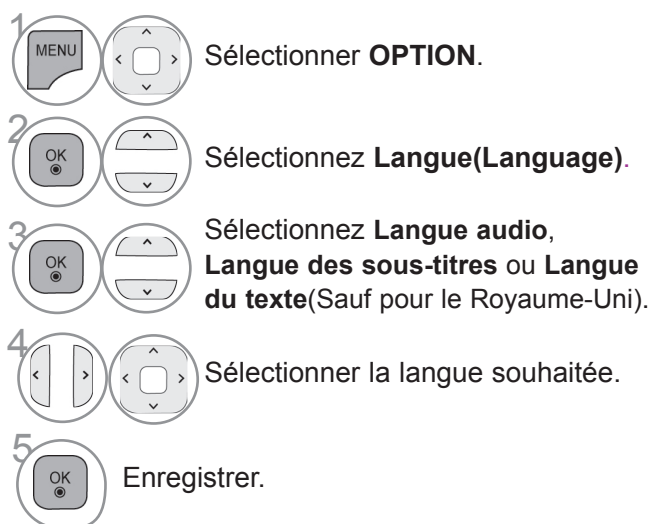 1
MENU
Sélectionner OPTION.
2
OK
Sélectionnez Langue(Language).
3
OK
Sélectionnez Langue audio,
Langue des sous-titres ou Langue
du texte(Sauf pour le Royaume-Uni).
4
Sélectionner la langue souhaitée.
5
OK
Enregistrer.